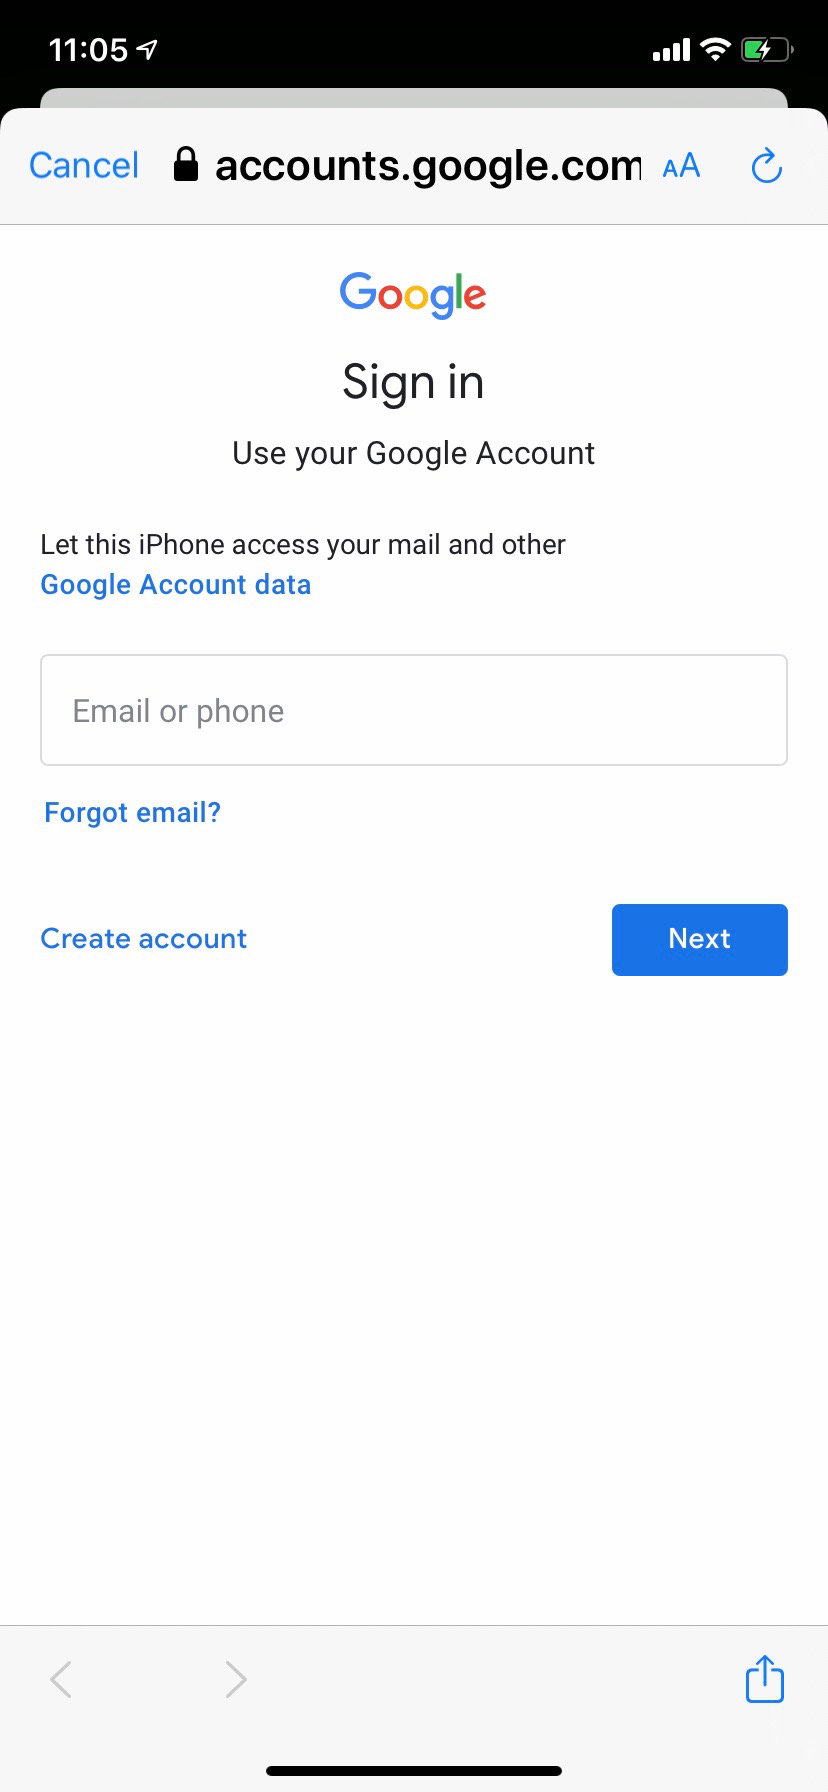 11:05
Cancel accounts.google.com AA
Google
Sign in
Use your Google Account
Let this iPhone access your mail and other
Google Account data
Email or phone
Forgot email?
Create account Next